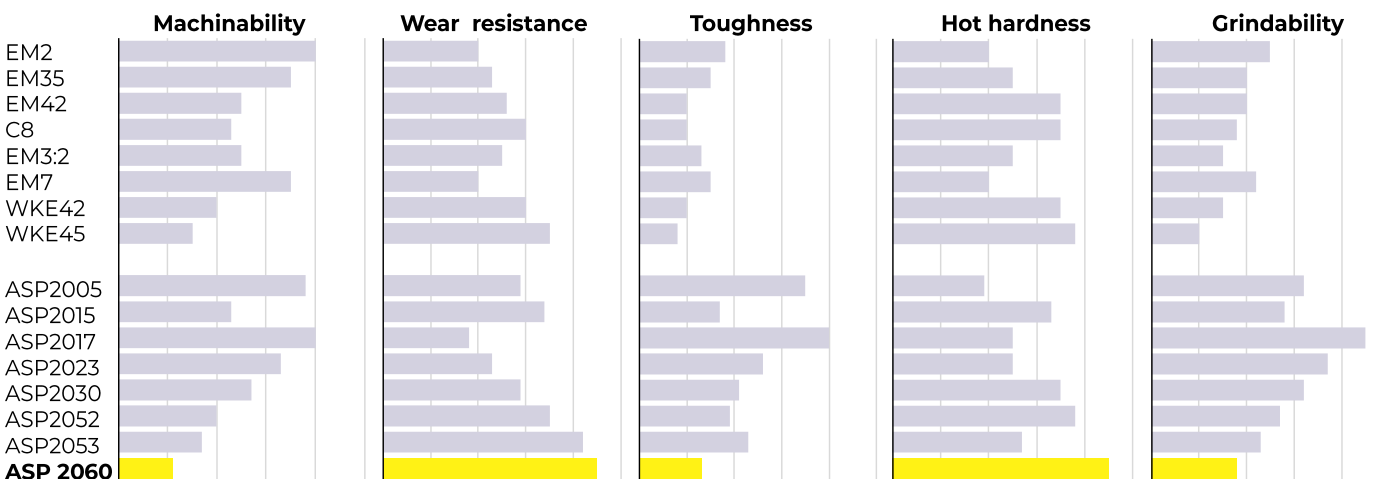 Machinability Wear resistance Toughness Hot hardness Grindability
EM2
EM35
EM42
C8
EM3:2
EM7
WKE42
WKE45
ASP2005
ASP2015
ASP2017
ASP2023
ASP2030
ASP2052
ASP2053
ASP 2060